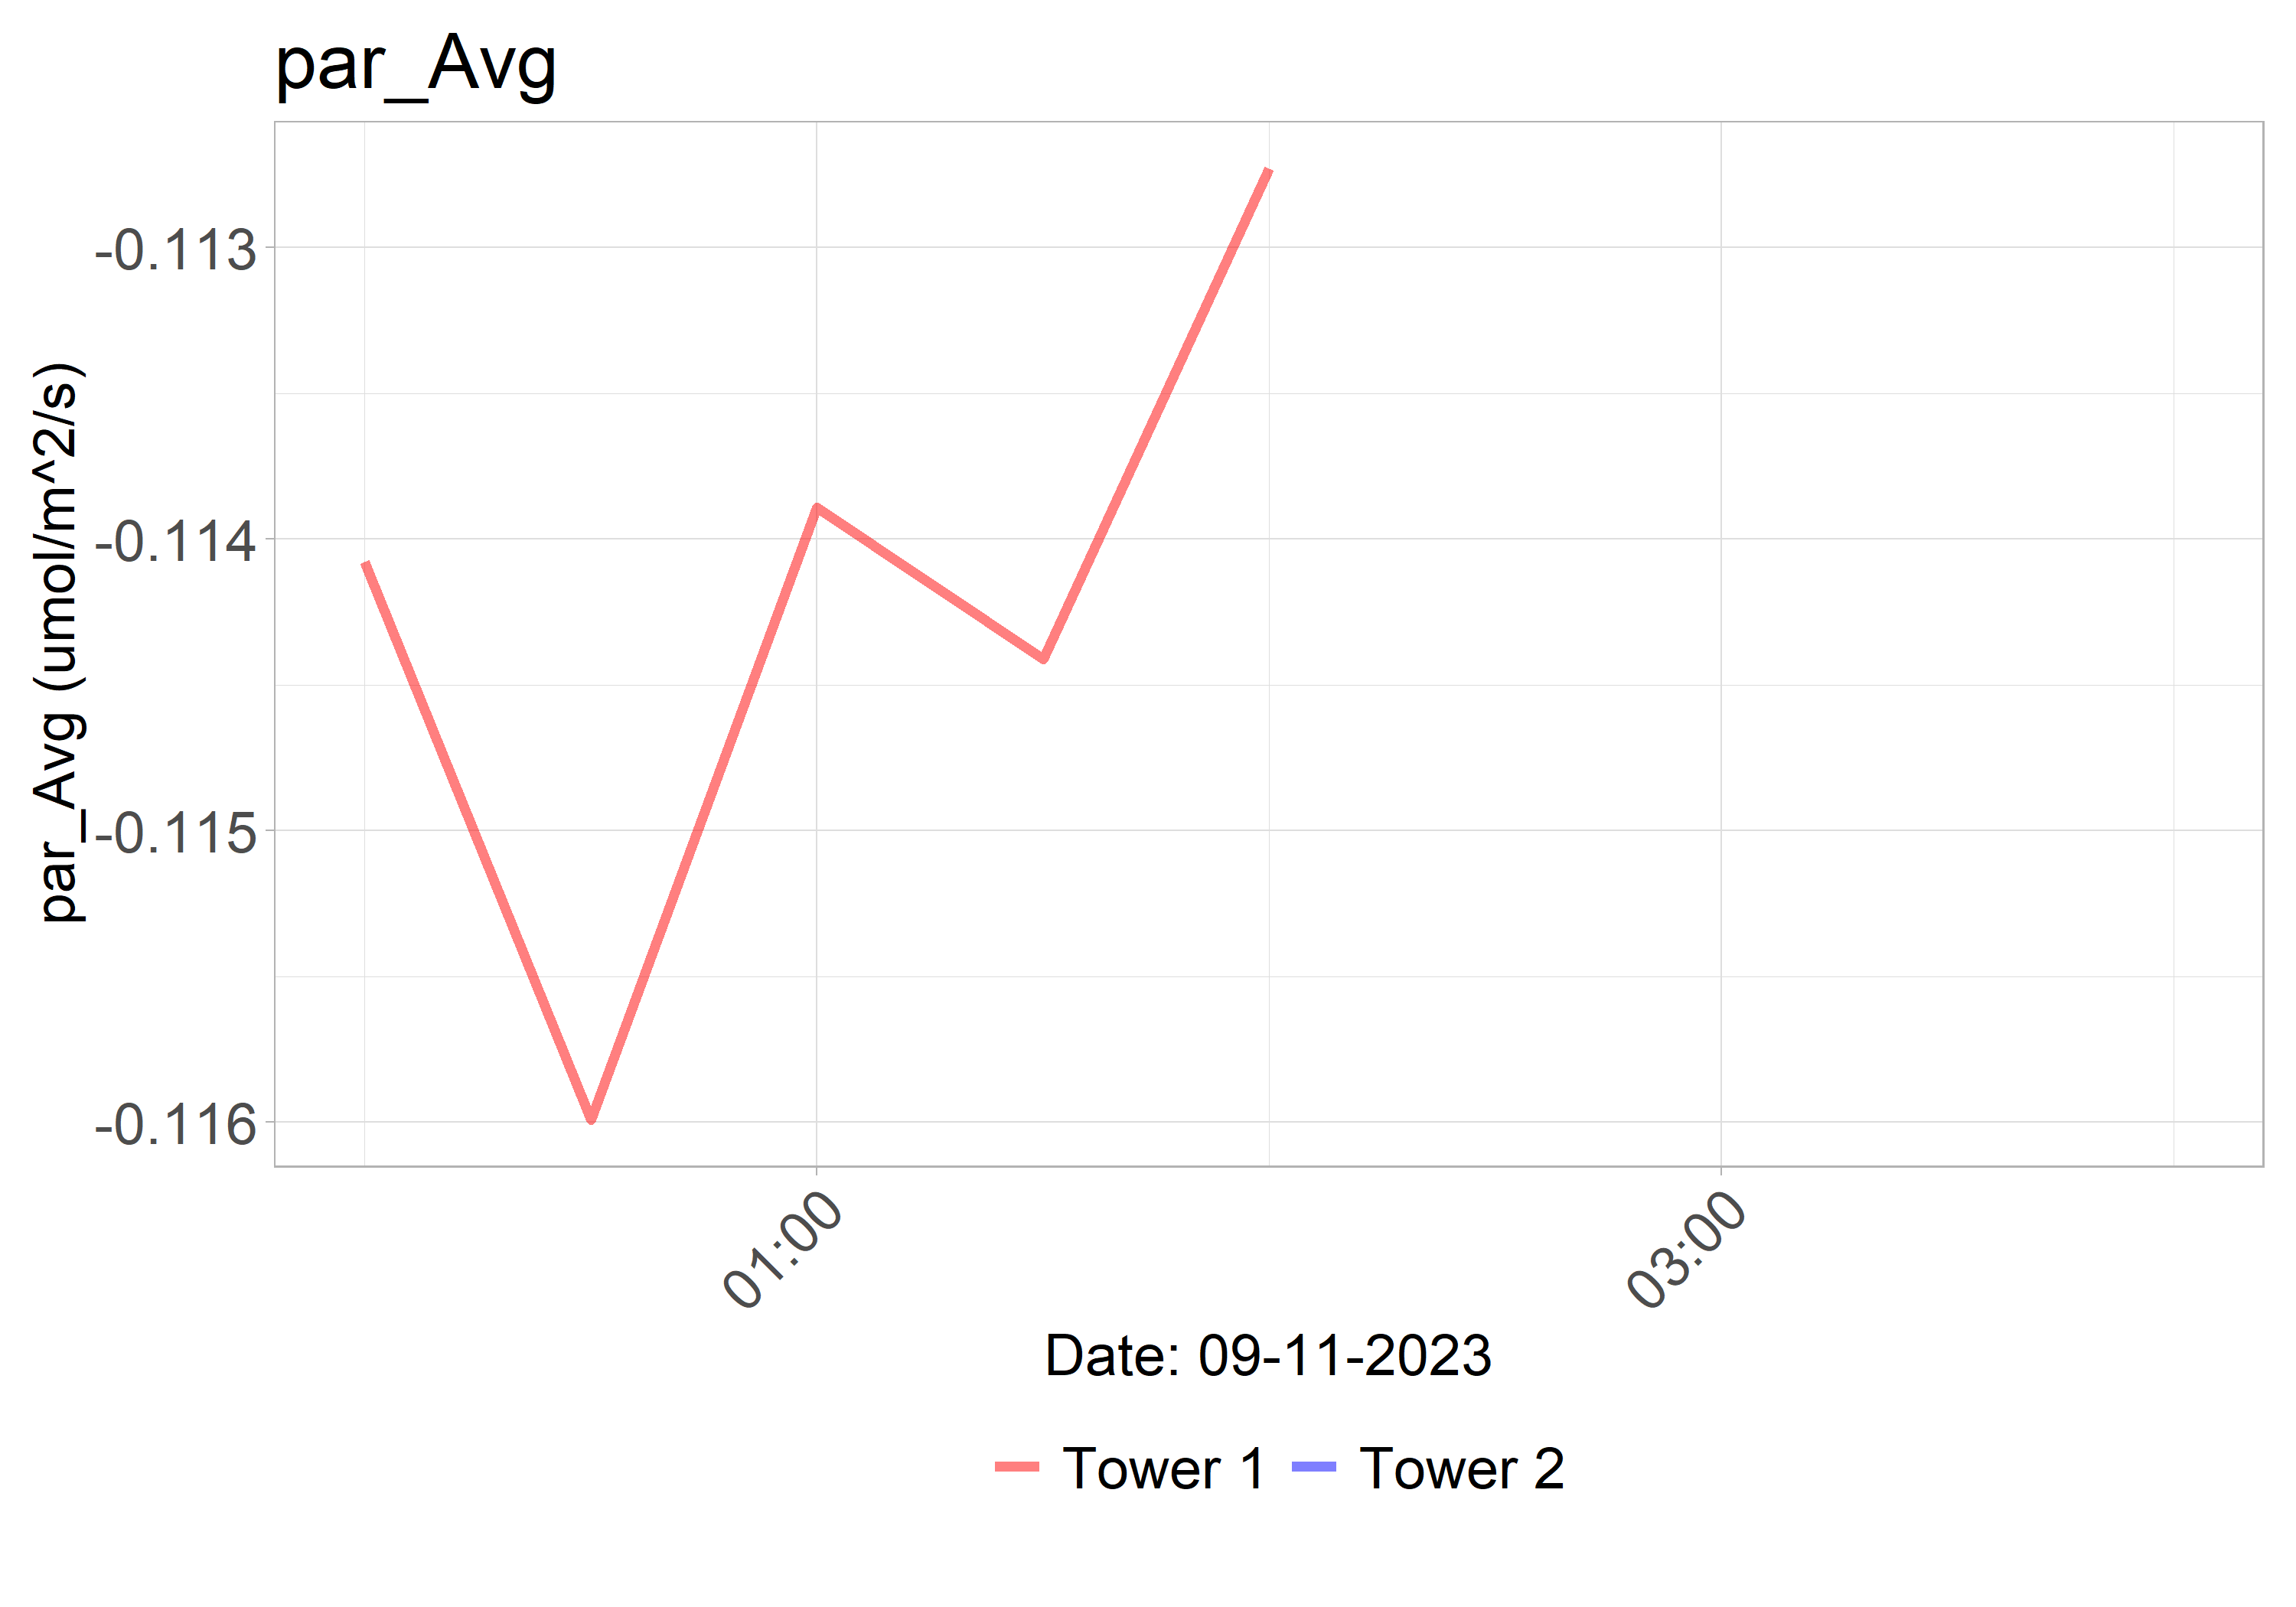 par_Avg
par_Avg (umol/m^2/s)
-0.113
-0.114
-0.115
-0.116
01:00
03:00
Date: 09-11-2023
Tower 1
Tower 2